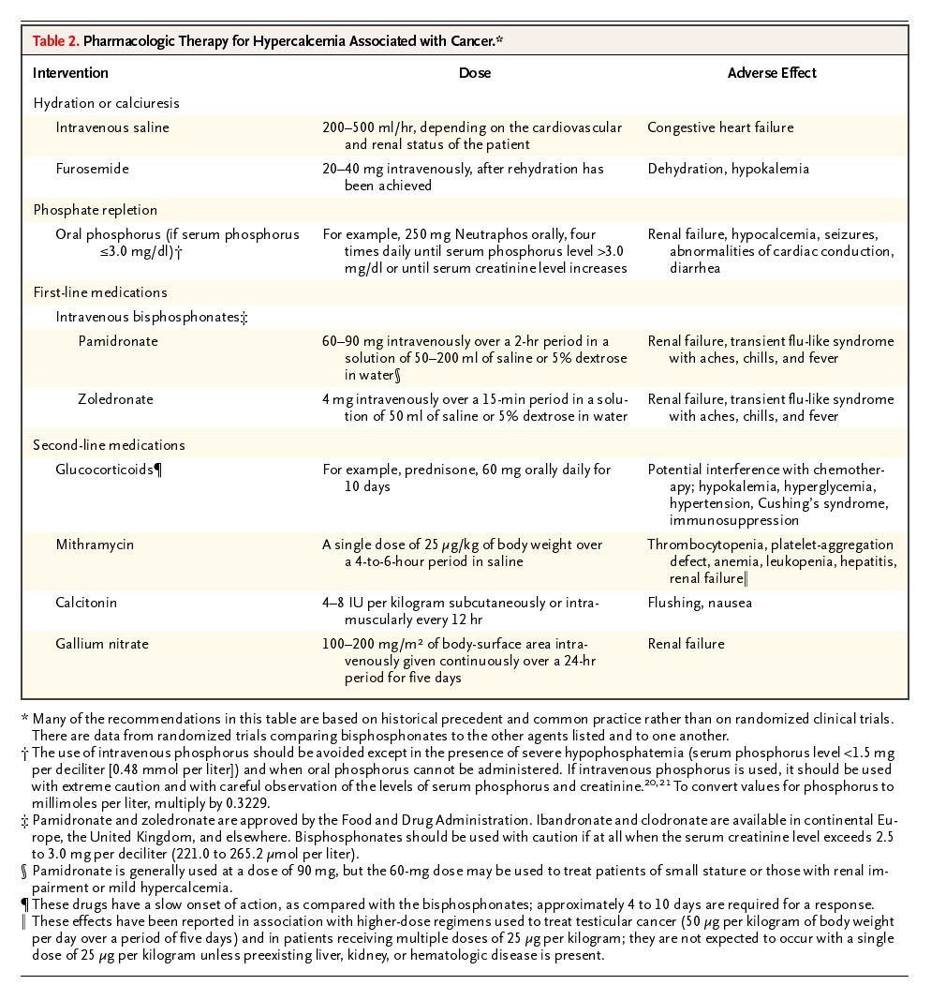 Table 2. Pharmacologic Therapy for Hypercalcemia Associated with Cancer.*
Intervention Dose Adverse Effect
Hydration or calciuresis
Intravenous saline 200–500 ml/hr, depending on the cardiovascular Congestive heart failure
and renal status of the patient
Furosemide 20–40 mg intravenously, after rehydration has Dehydration, hypokalemia
been achieved
Phosphate repletion
Oral phosphorus (if serum phosphorus For example, 250 mg Neutraphos orally, four Renal failure, hypocalcemia, seizures,
≤3.0 mg/dl)† times daily until serum phosphorus level >3.0 abnormalities of cardiac conduction,
mg/dl or until serum creatinine level increases diarrhea
First-line medications
Intravenous bisphosphonates‡
Pamidronate 60–90 mg intravenously over a 2-hr period in a Renal failure, transient flu-like syndrome
solution of 50–200 ml of saline or 5% dextrose with aches, chills, and fever
in water§
Zoledronate 4 mg intravenously over a 15-min period in a solu- Renal failure, transient flu-like syndrome
tion of 50 ml of saline or 5% dextrose in water with aches, chills, and fever
Second-line medications
Glucocorticoids¶ For example, prednisone, 60 mg orally daily for Potential interference with chemother-
10 days apy; hypokalemia, hyperglycemia,
hypertension, Cushing's syndrome,
immunosuppression
Mithramycin A single dose of 25 µg/kg of body weight over Thrombocytopenia, platelet-aggregation
a 4-to-6-hour period in saline defect, anemia, leukopenia, hepatitis,
renal failure‖
Calcitonin 4–8 IU per kilogram subcutaneously or intra- Flushing, nausea
muscularly every 12 hr
Gallium nitrate 100–200 mg/m² of body-surface area intra- Renal failure
venously given continuously over a 24-hr
period for five days
* Many of the recommendations in this table are based on historical precedent and common practice rather than on randomized clinical trials.
There are data from randomized trials comparing bisphosphonates to the other agents listed and to one another.
† The use of intravenous phosphorus should be avoided except in the presence of severe hypophosphatemia (serum phosphorus level <1.5 mg
per deciliter [0.48 mmol per liter]) and when oral phosphorus cannot be administered. If intravenous phosphorus is used, it should be used
with extreme caution and with careful observation of the levels of serum phosphorus and creatinine.²⁰,²¹ To convert values for phosphorus to
millimoles per liter, multiply by 0.3229.
‡ Pamidronate and zoledronate are approved by the Food and Drug Administration. Ibandronate and clodronate are available in continental Eu-
rope, the United Kingdom, and elsewhere. Bisphosphonates should be used with caution if at all when the serum creatinine level exceeds 2.5
to 3.0 mg per deciliter (221.0 to 265.2 µmol per liter).
§ Pamidronate is generally used at a dose of 90 mg, but the 60-mg dose may be used to treat patients of small stature or those with renal im-
pairment or mild hypercalcemia.
¶ These drugs have a slow onset of action, as compared with the bisphosphonates; approximately 4 to 10 days are required for a response.
‖ These effects have been reported in association with higher-dose regimens used to treat testicular cancer (50 µg per kilogram of body weight
per day over a period of five days) and in patients receiving multiple doses of 25 µg per kilogram; they are not expected to occur with a single
dose of 25 µg per kilogram unless preexisting liver, kidney, or hematologic disease is present.